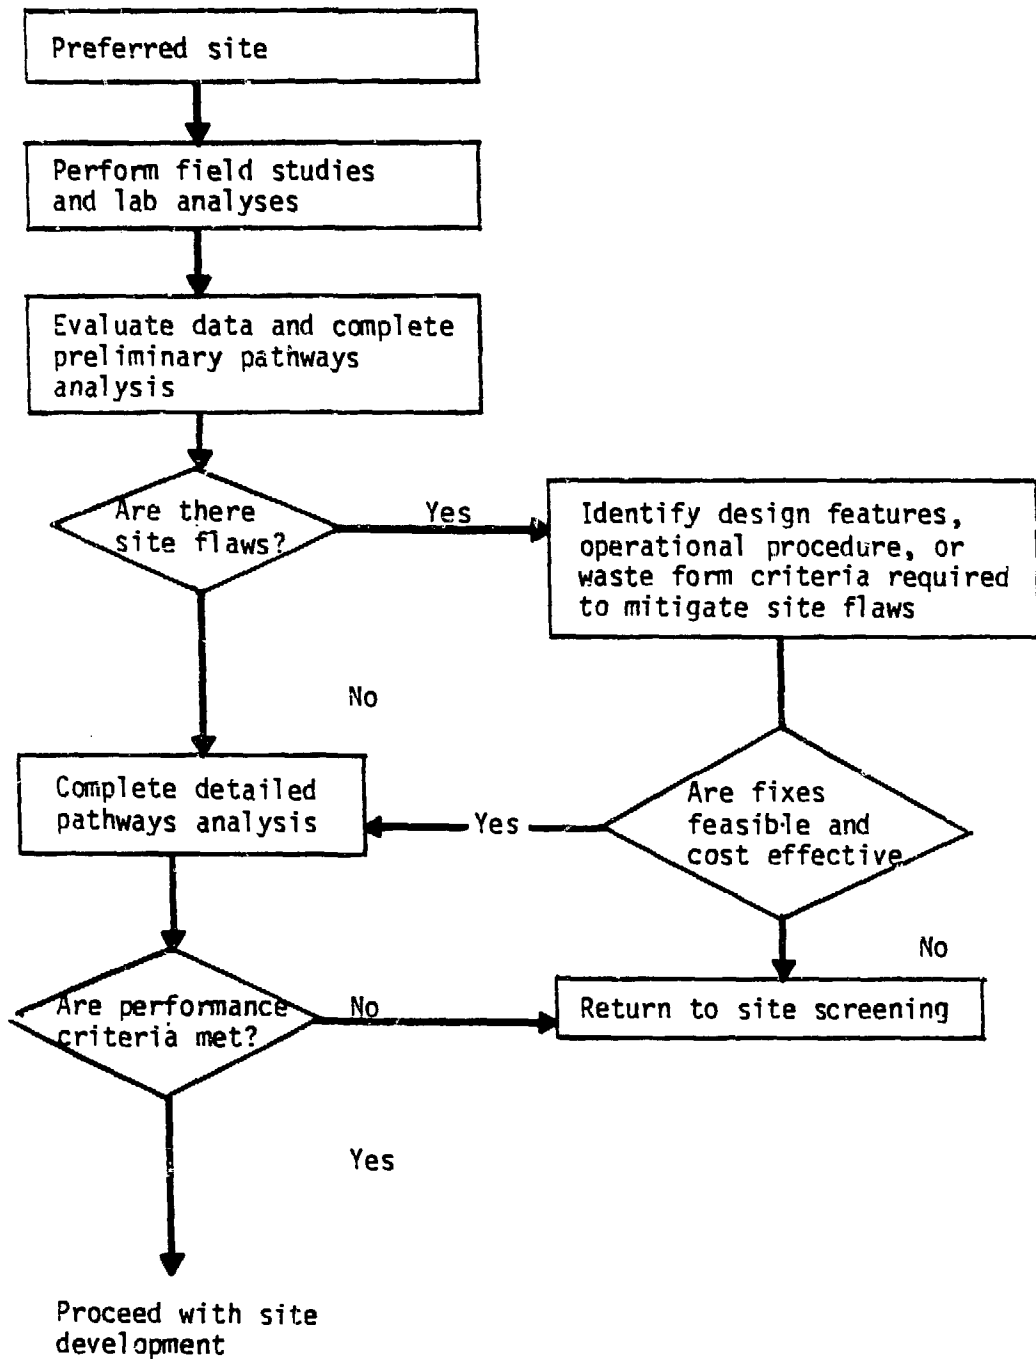 Preferred site
Perform field studies
and lab analyses
Evaluate data and complete
preliminary pathways
analysis
Are there
site flaws?
Yes
Identify design features,
operational procedure, or
waste form criteria required
to mitigate site flaws
No
Complete detailed
pathways analysis
Yes
Are fixes
feasible and
cost effective
No
Are performance
criteria met?
No
Return to site screening
Yes
Proceed with site
development